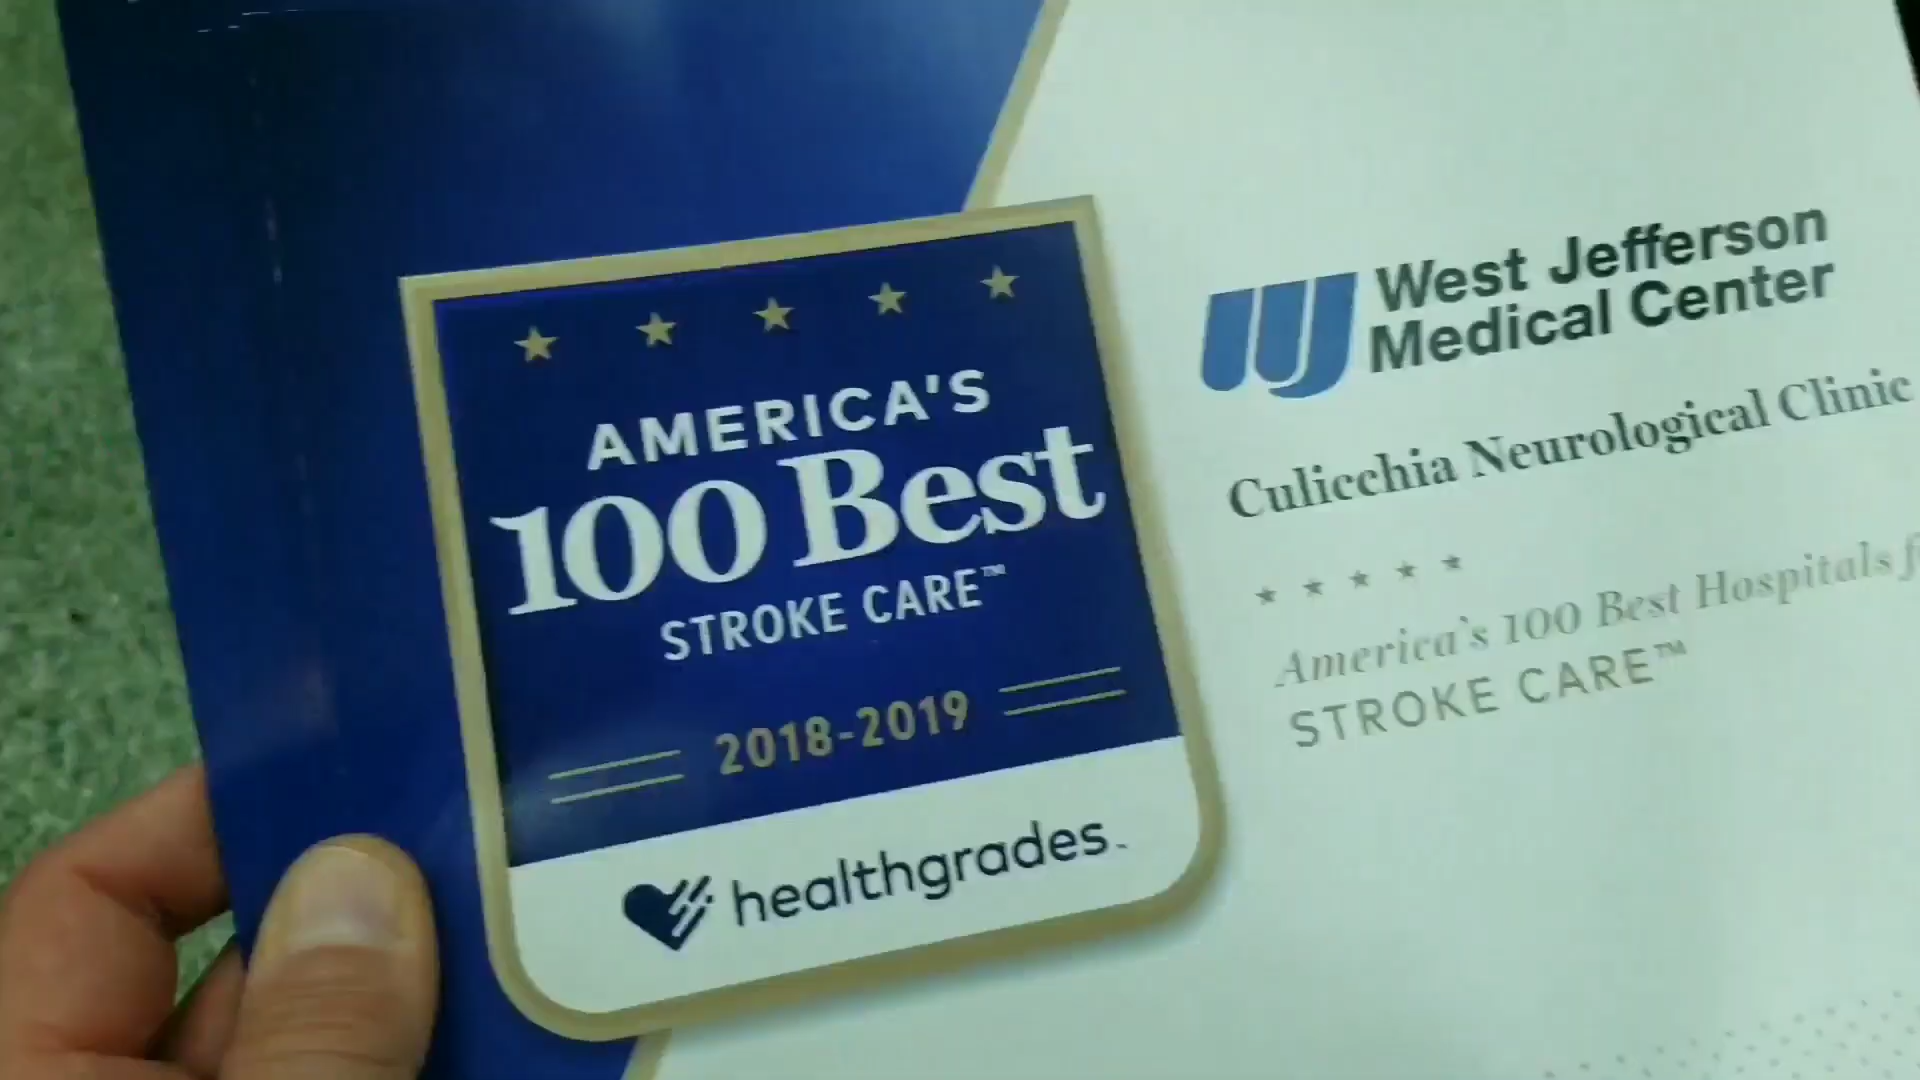 AMERICA'S
100 Best
STROKE CARE™
2018-2019
healthgrades™
West Jefferson
Medical Center
Culicchia Neurological Clinic
America's 100 Best Hospitals
STROKE CARE™